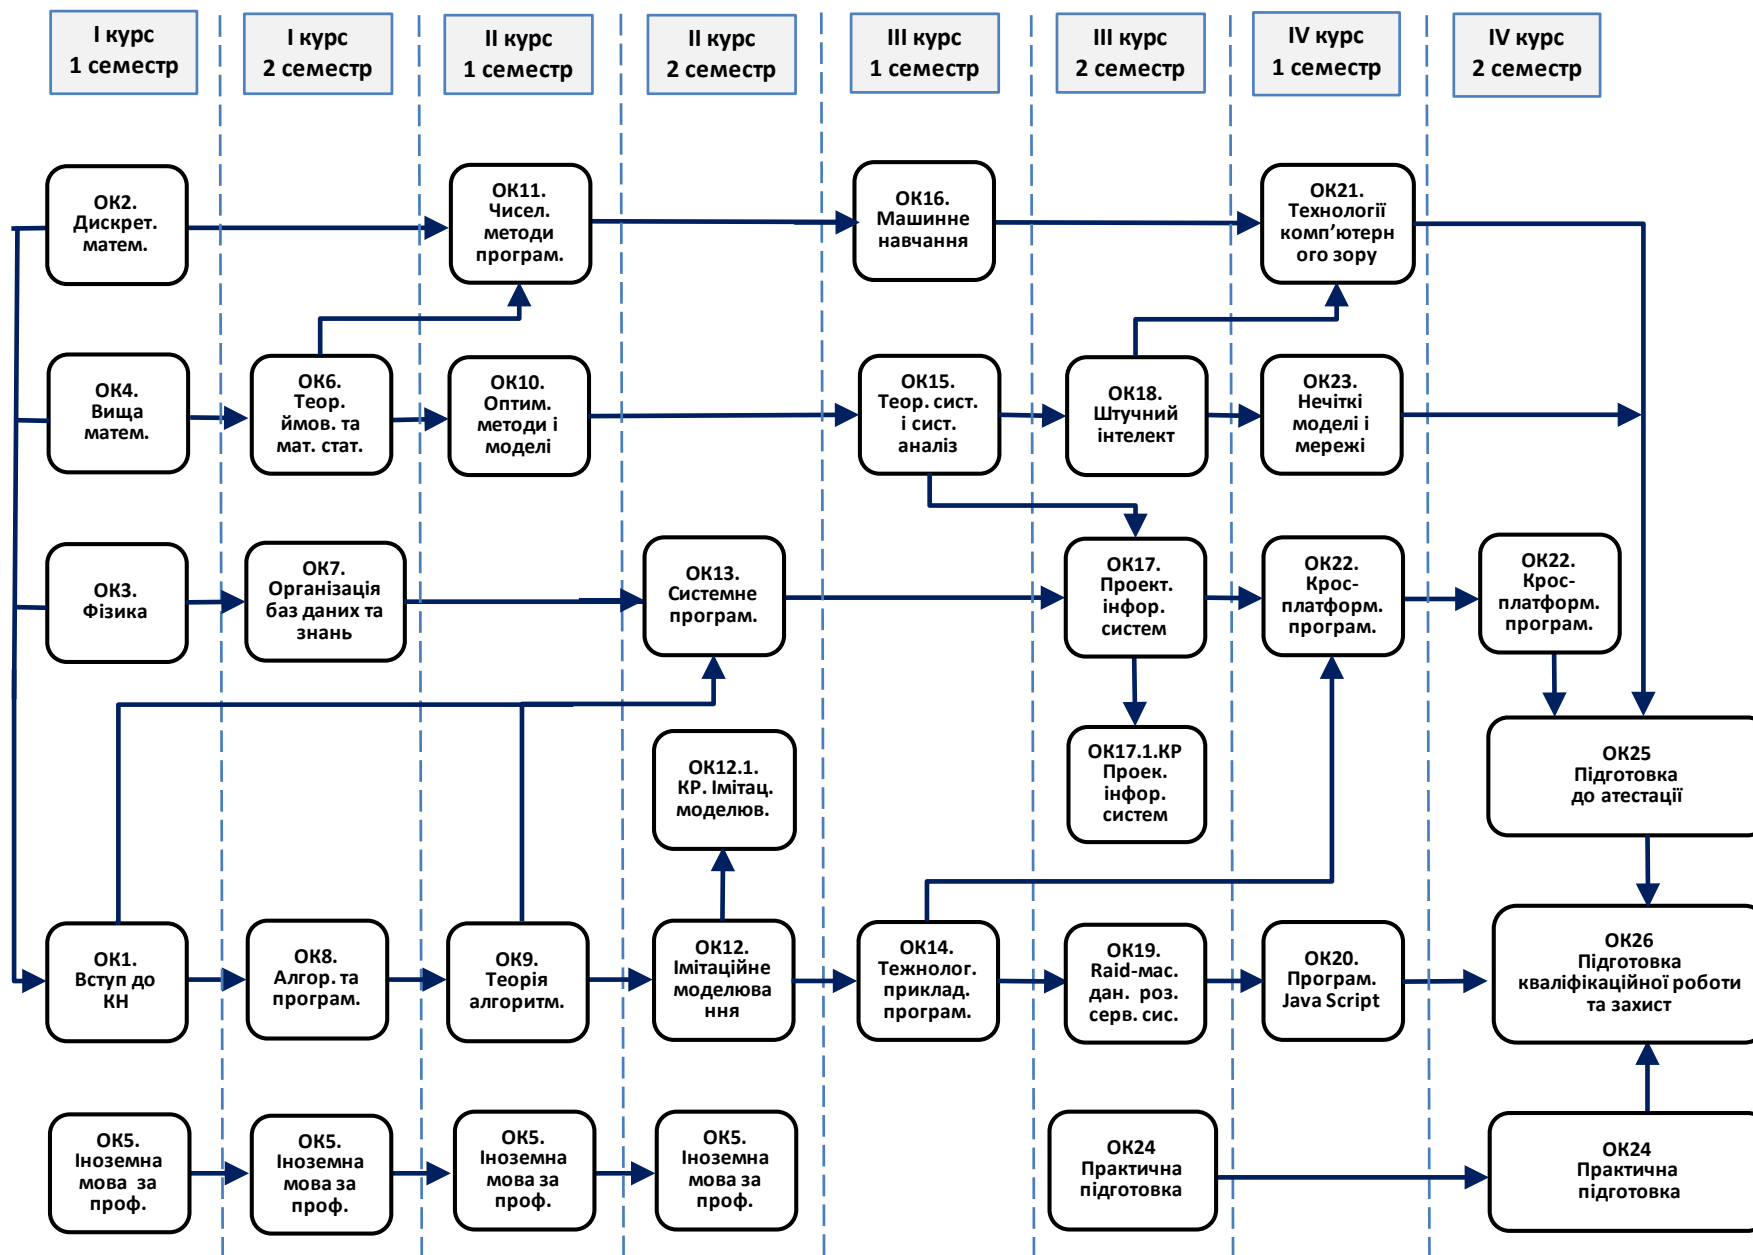 І курс
1 семестр
І курс
2 семестр
ІІ курс
1 семестр
ІІ курс
2 семестр
ІІІ курс
1 семестр
ІІІ курс
2 семестр
ІV курс
1 семестр
ІV курс
2 семестр
ОК2.
Дискрет.
матем.
ОК11.
Чисел.
методи
програм.
ОК16.
Машинне
навчання
ОК21.
Технології
комп’ютерн
ого зору
ОК4.
Вища
матем.
ОК6.
Теор.
ймов. та
мат. стат.
ОК10.
Оптим.
методи і
моделі
ОК15.
Теор. сист.
і сист.
аналіз
ОК18.
Штучний
інтелект
ОК23.
Нечіткі
моделі і
мережі
ОК3.
Фізика
ОК7.
Організація
баз даних та
знань
ОК13.
Системне
програм.
ОК17.
Проект.
інфор.
систем
ОК22.
Крос-
платформ.
програм.
ОК22.
Крос-
платформ.
програм.
ОК12.1.
КР. Імітац.
моделюв.
ОК17.1.КР
Проек.
інфор.
систем
ОК25
Підготовка
до атестації
ОК1.
Вступ до
КН
ОК8.
Алгор. та
програм.
ОК9.
Теорія
алгоритм.
ОК12.
Імітаційне
моделюва
ння
ОК14.
Тежнолог.
приклад.
програм.
ОК19.
Raid-мас.
дан. роз.
серв. сис.
ОК20.
Програм.
Java Script
ОК26
Підготовка
кваліфікаційної роботи
та захист
ОК5.
Іноземна
мова за
проф.
ОК5.
Іноземна
мова за
проф.
ОК5.
Іноземна
мова за
проф.
ОК5.
Іноземна
мова за
проф.
ОК24
Практична
підготовка
ОК24
Практична
підготовка